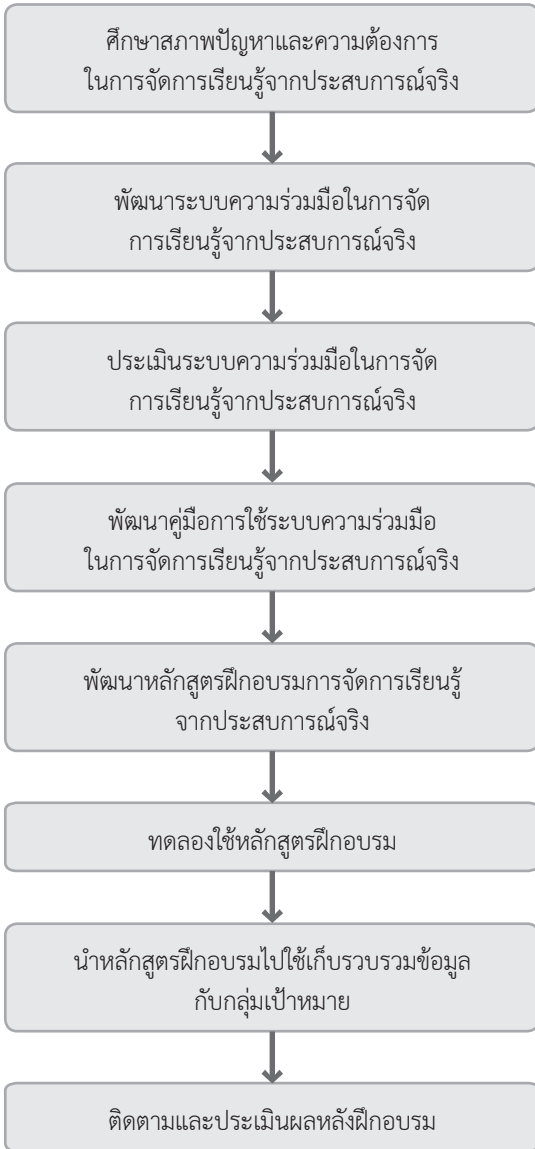 ศึกษาสภาพปัญหาและความต้องการ
ในการจัดการเรียนรู้จากประสบการณ์จริง
พัฒนาระบบความร่วมมือในการจัด
การเรียนรู้จากประสบการณ์จริง
ประเมินระบบความร่วมมือในการจัด
การเรียนรู้จากประสบการณ์จริง
พัฒนาคู่มือการใช้ระบบความร่วมมือ
ในการจัดการเรียนรู้จากประสบการณ์จริง
พัฒนาหลักสูตรฝึกอบรมการจัดการเรียนรู้
จากประสบการณ์จริง
ทดลองใช้หลักสูตรฝึกอบรม
นำหลักสูตรฝึกอบรมไปใช้เก็บรวบรวมข้อมูล
กับกลุ่มเป้าหมาย
ติดตามและประเมินผลหลังฝึกอบรม